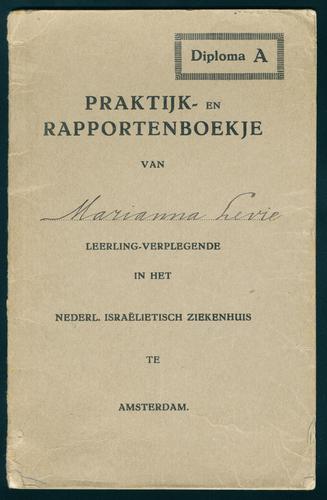 Diploma A
PRAKTIJK- EN
RAPPORTENBOEKJE
VAN
Marianna Levie
LEERLING-VERPLEGENDE
IN HET
NEDERL. ISRAËLIETISCH ZIEKENHUIS
TE
AMSTERDAM.